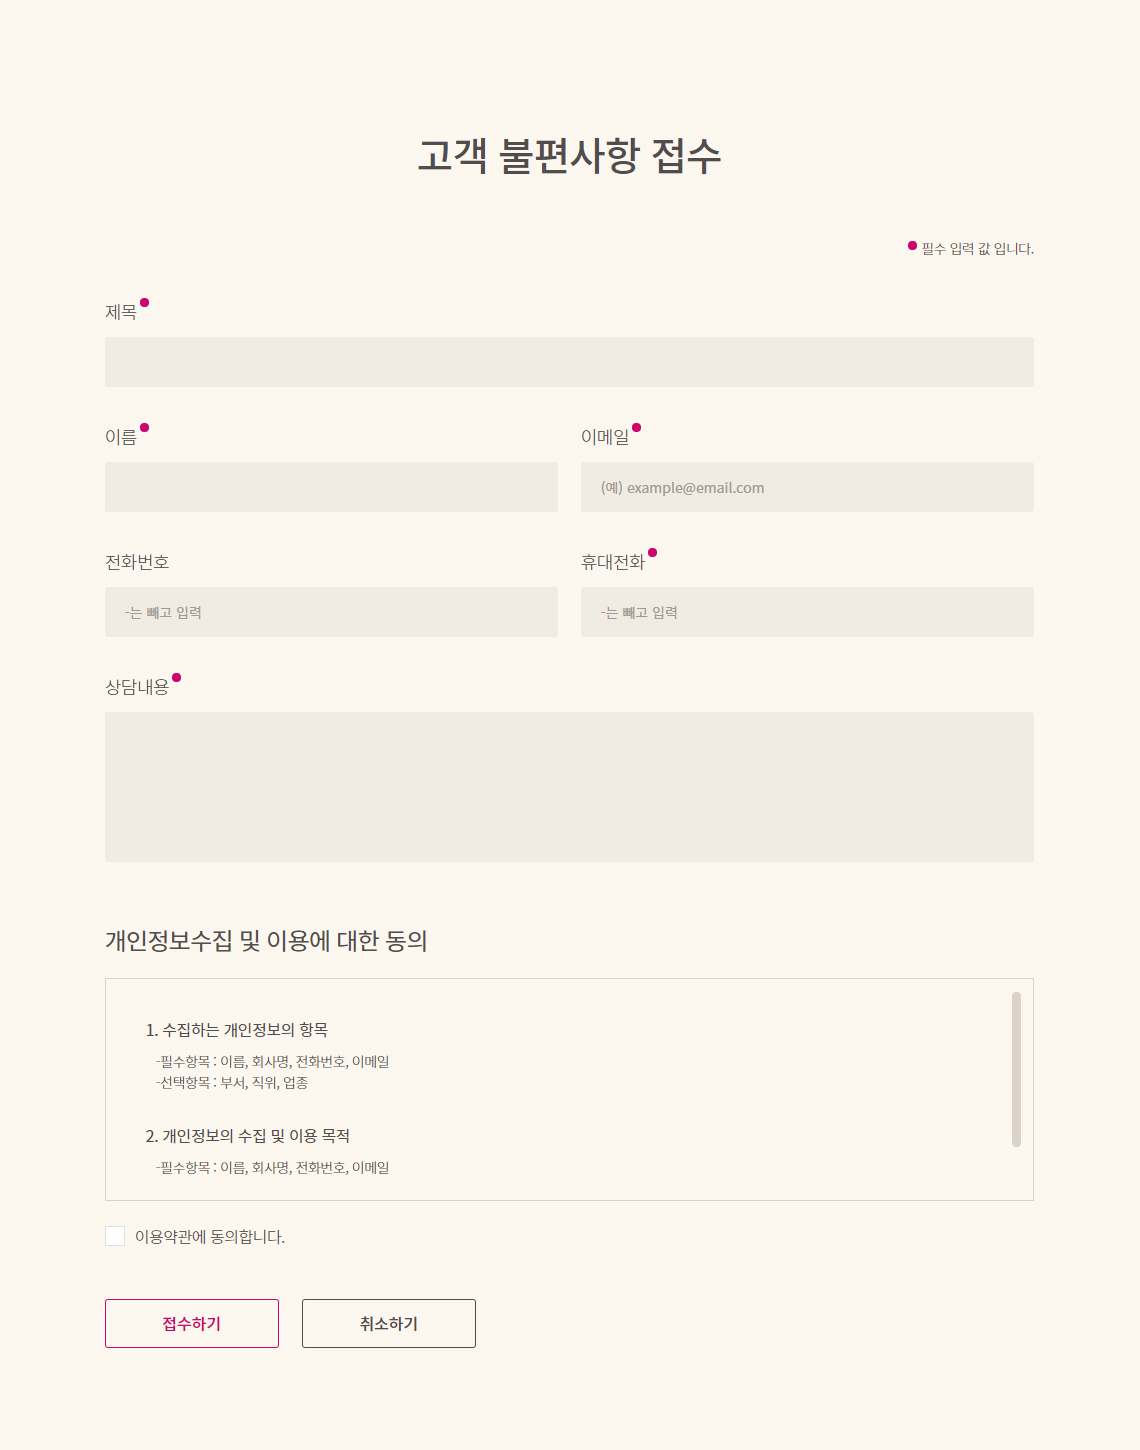 고객 불편사항 접수
필수 입력 값 입니다.
제목
이름
이메일
(예) example@email.com
전화번호
휴대전화
-는 빼고 입력
-는 빼고 입력
상담내용
개인정보수집 및 이용에 대한 동의
1. 수집하는 개인정보의 항목
-필수항목 : 이름, 회사명, 전화번호, 이메일
-선택항목 : 부서, 직위, 업종
2. 개인정보의 수집 및 이용 목적
-필수항목 : 이름, 회사명, 전화번호, 이메일
이용약관에 동의합니다.
접수하기
취소하기